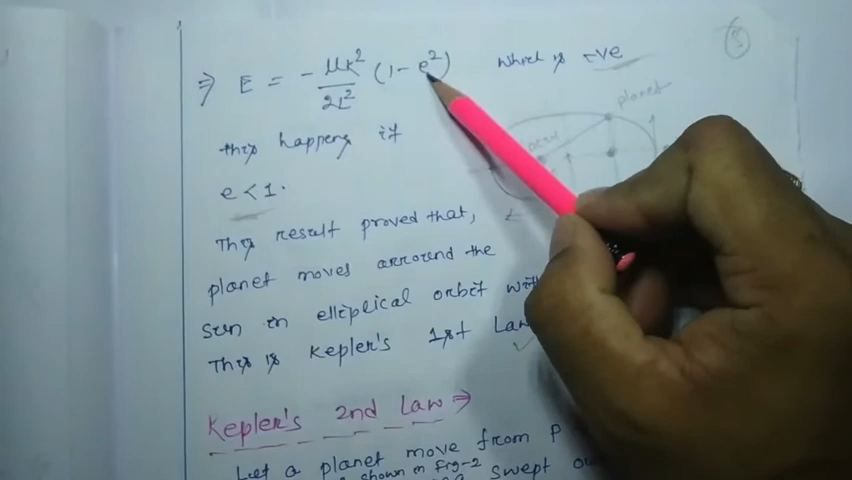 ⇒ E = - μk²/2L² (1 - e²) which is -ve
planet
this happens if
e < 1.
This result proved that,
planet moves arround the
sun in elliptical orbit with
This is Kepler's 1st Law
Kepler's 2nd Law ⇒
Let a planet move from P
shown in Fig-2
swept